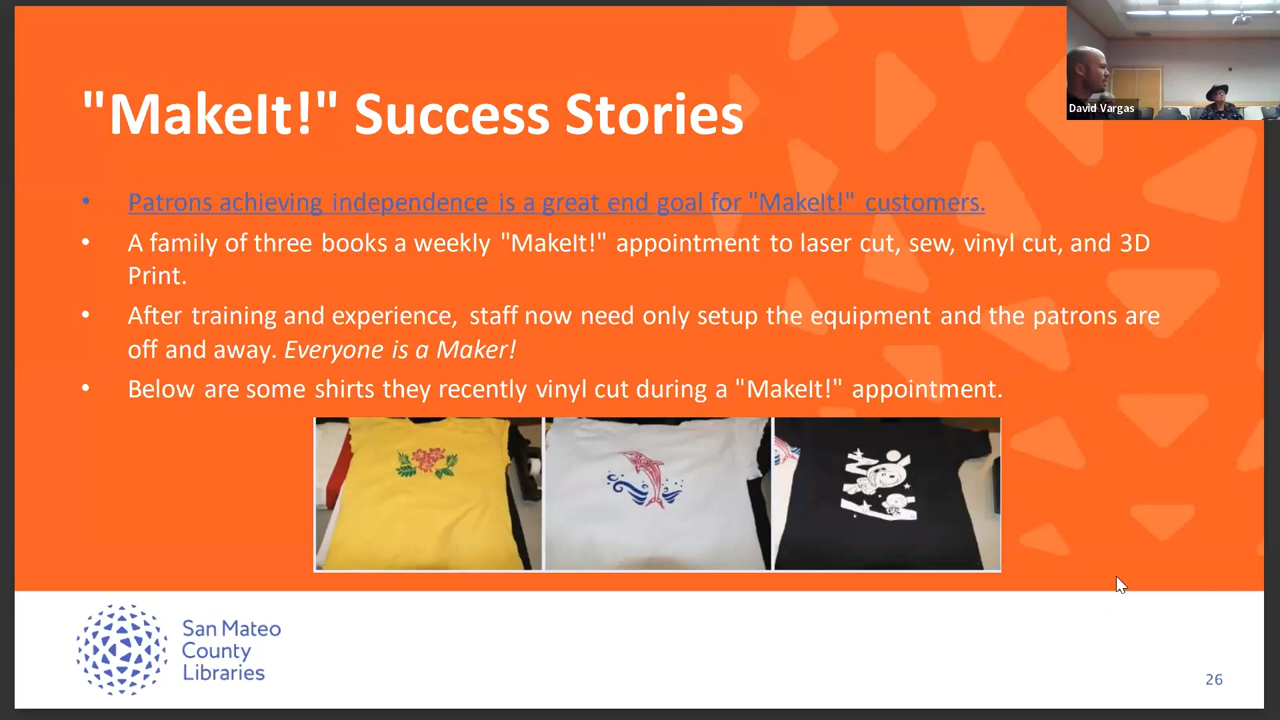 "MakeIt!" Success Stories
David Vargas
• Patrons achieving independence is a great end goal for "MakeIt!" customers.
• A family of three books a weekly "MakeIt!" appointment to laser cut, sew, vinyl cut, and 3D
Print.
• After training and experience, staff now need only setup the equipment and the patrons are
off and away. Everyone is a Maker!
• Below are some shirts they recently vinyl cut during a "MakeIt!" appointment.
San Mateo
County
Libraries
26